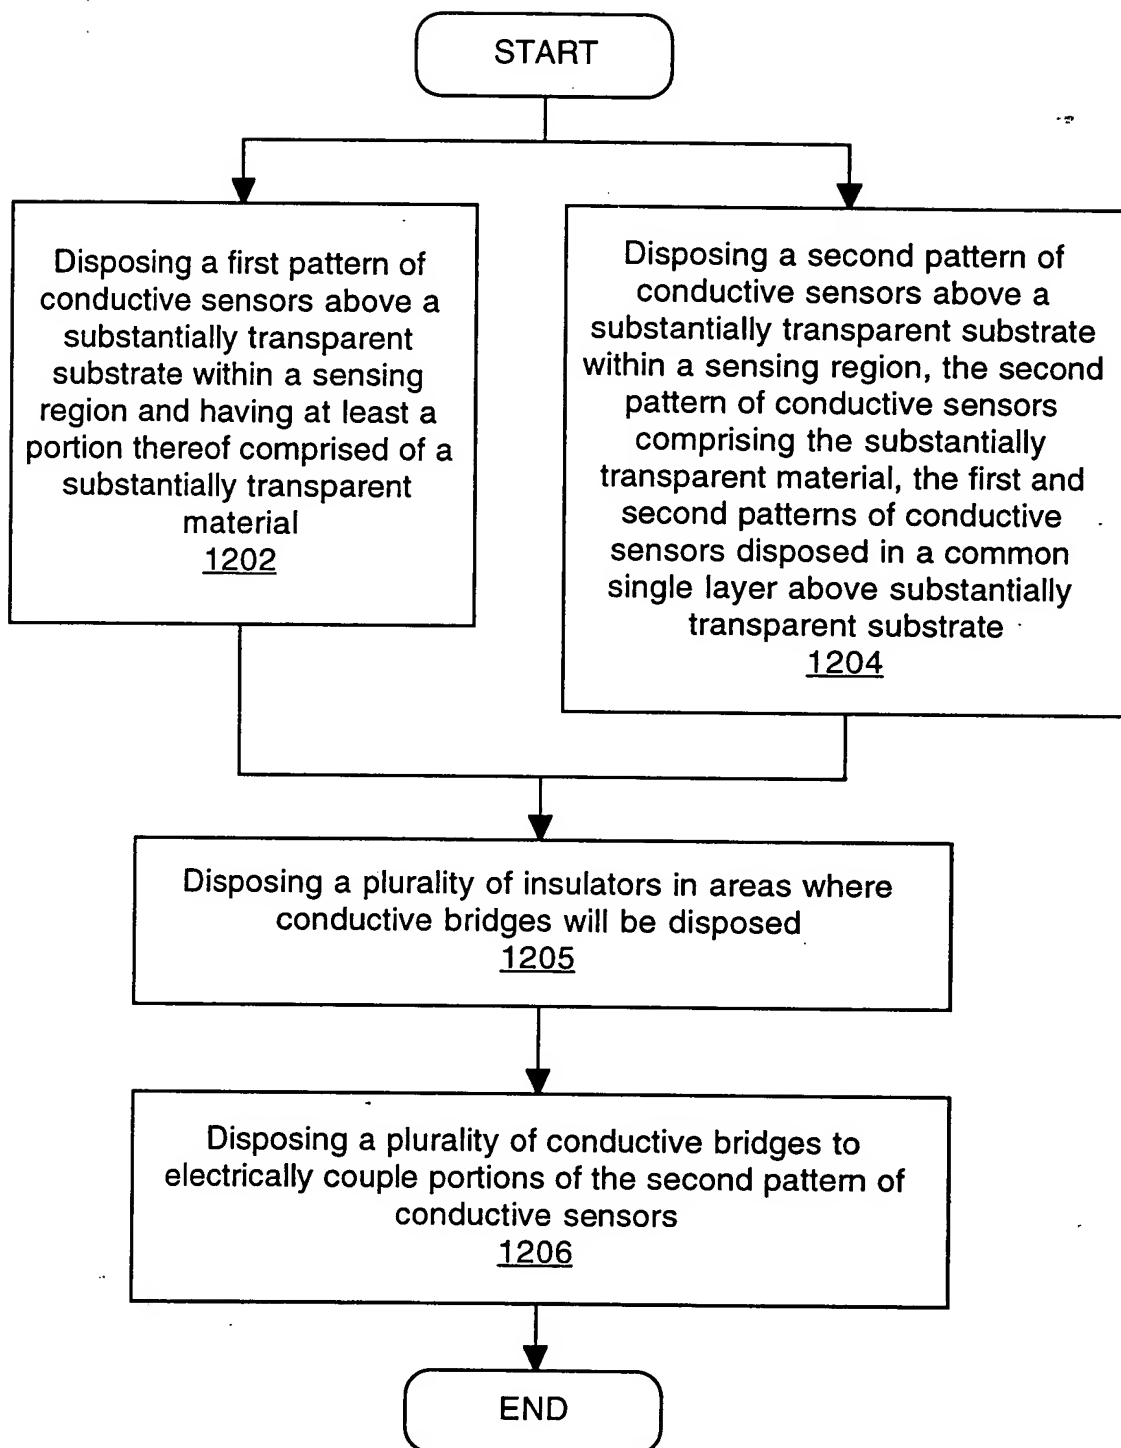 START
Disposing a first pattern of
conductive sensors above a
substantially transparent
substrate within a sensing
region and having at least a
portion thereof comprised of a
substantially transparent
material
1202
Disposing a second pattern of
conductive sensors above a
substantially transparent substrate
within a sensing region, the second
pattern of conductive sensors
comprising the substantially
transparent material, the first and
second patterns of conductive
sensors disposed in a common
single layer above substantially
transparent substrate
1204
Disposing a plurality of insulators in areas where
conductive bridges will be disposed
1205
Disposing a plurality of conductive bridges to
electrically couple portions of the second pattern of
conductive sensors
1206
END